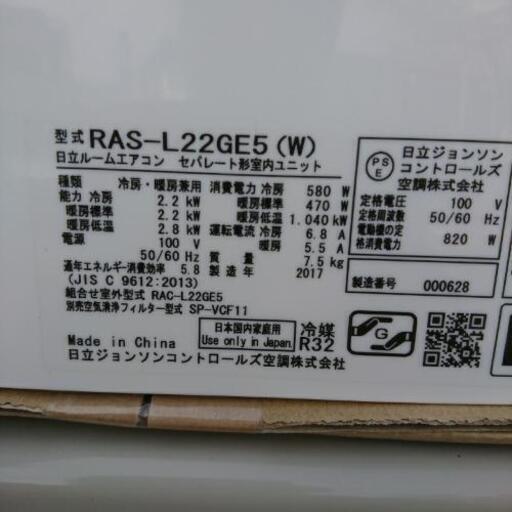 型式 RAS-L22GE5(W)
日立ルームエアコン セパレート形室内ユニット
種類 冷房・暖房兼用
能力 冷房 2.2 kW
暖房標準 2.2 kW
暖房低温 2.8 kW
電源 100 V
50/60 Hz
消費電力 冷房 580 W
暖房標準 470 W
暖房低温 1.040 kW
運転電流 冷房 6.8 A
暖房 5.5 A
質量 7.5 kg
通年エネルギー消費効率 5.8
製造年 2017
(JIS C 9612:2013)
組合せ室外型式 RAC-L22GE5
別売空気清浄フィルター型式 SP-VCF11
Made in China
日本国内家庭用
Use only in Japan.
冷媒
R32
日立ジョンソンコントロールズ空調株式会社
PSE
日立ジョンソン
コントロールズ
空調株式会社
定格電圧 100 V
定格周波数 50/60 Hz
電動機の定
格消費電力 820 W
製造番号 000628
G